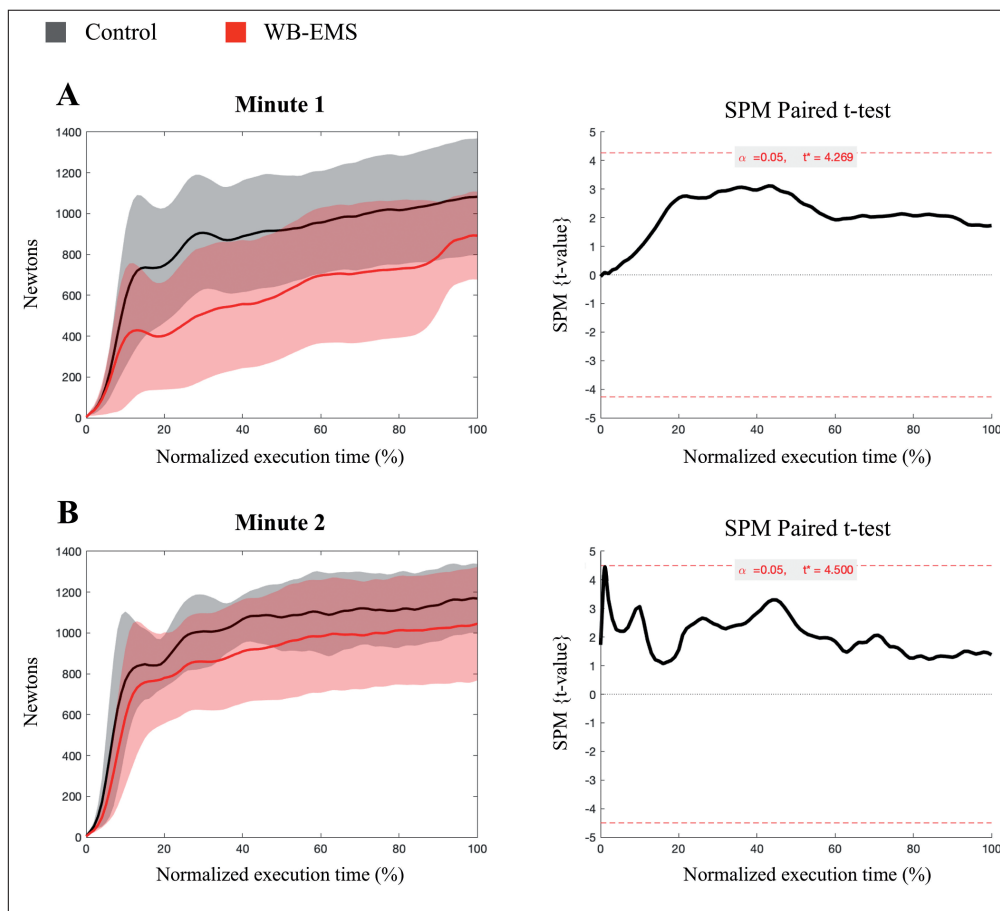 Control WB-EMS
A
Minute 1
SPM Paired t-test
1400
1200
1000
800
600
400
200
0
Newtons
0 20 40 60 80 100
Normalized execution time (%)
5
4
3
2
1
0
-1
-2
-3
-4
-5
SPM {t-value}
α =0.05, t* = 4.269
0 20 40 60 80 100
Normalized execution time (%)
B
Minute 2
SPM Paired t-test
1400
1200
1000
800
600
400
200
0
Newtons
0 20 40 60 80 100
Normalized execution time (%)
5
4
3
2
1
0
-1
-2
-3
-4
-5
SPM {t-value}
α =0.05, t* = 4.500
0 20 40 60 80 100
Normalized execution time (%)